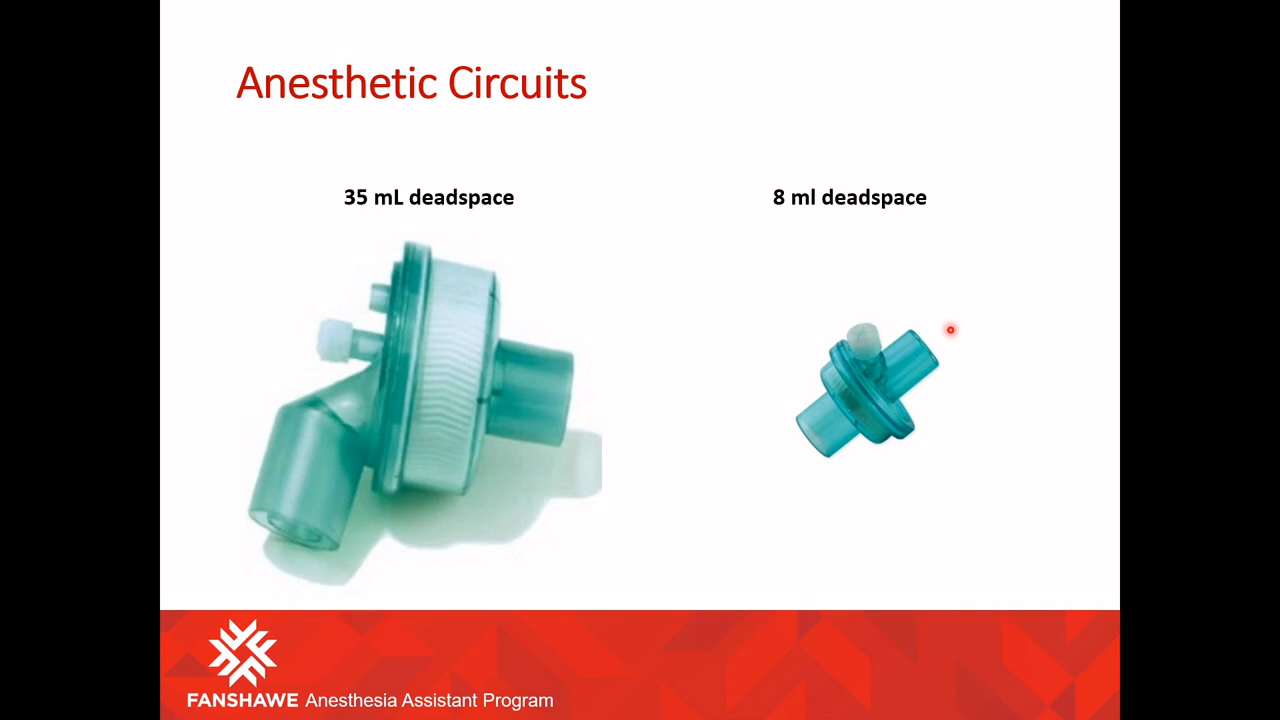 Anesthetic Circuits
35 mL deadspace
8 ml deadspace
FANSHAWE Anesthesia Assistant Program